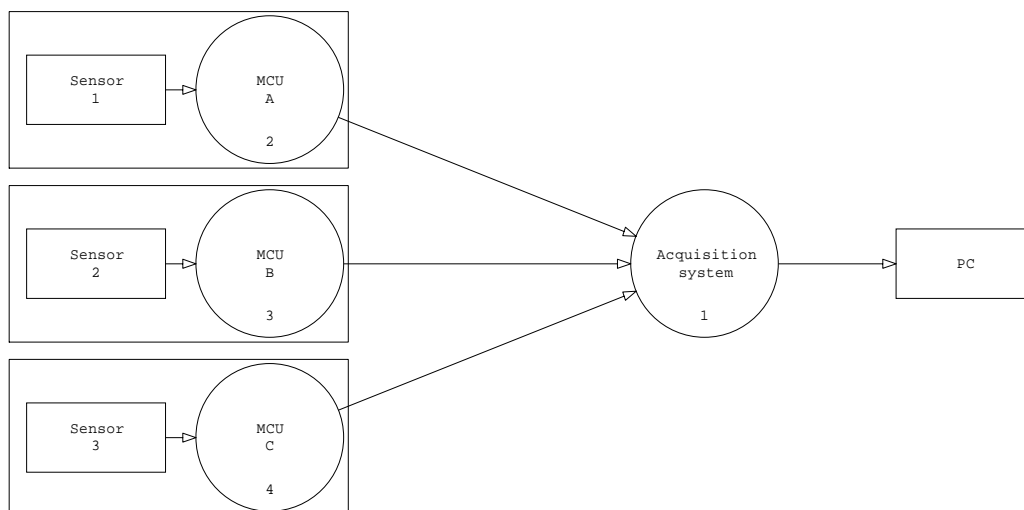 Sensor
1
MCU
A
2
Sensor
2
MCU
B
3
Acquisition
system
1
PC
Sensor
3
MCU
C
4